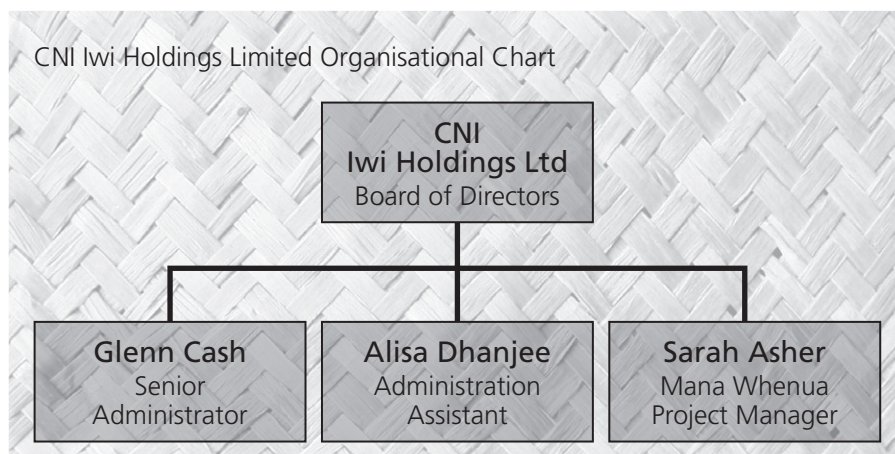 CNI Iwi Holdings Limited Organisational Chart
CNI
Iwi Holdings Ltd
Board of Directors
Glenn Cash
Senior
Administrator
Alisa Dhanjee
Administration
Assistant
Sarah Asher
Mana Whenua
Project Manager